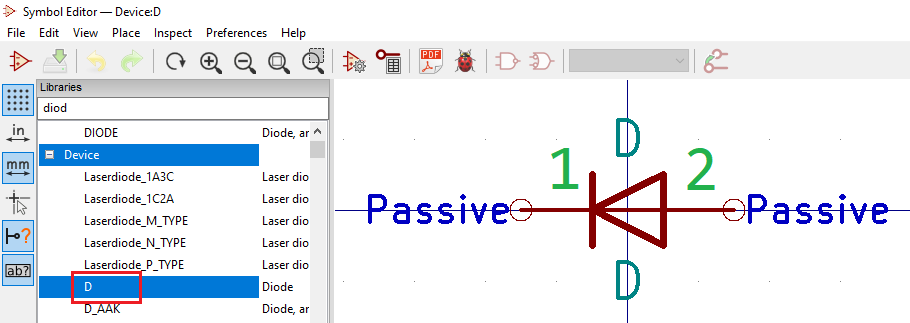 Symbol Editor — Device:D
File Edit View Place Inspect Preferences Help
PDF
Libraries
diod
in
mm
ab?
DIODE Diode, ar
Device
Laserdiode_1A3C Laser dio
Laserdiode_1C2A Laser dio
Laserdiode_M_TYPE Laser dio
Laserdiode_N_TYPE Laser dio
Laserdiode_P_TYPE Laser dio
D Diode
D_AAK Diode, ar
D
1 2
Passive Passive
D